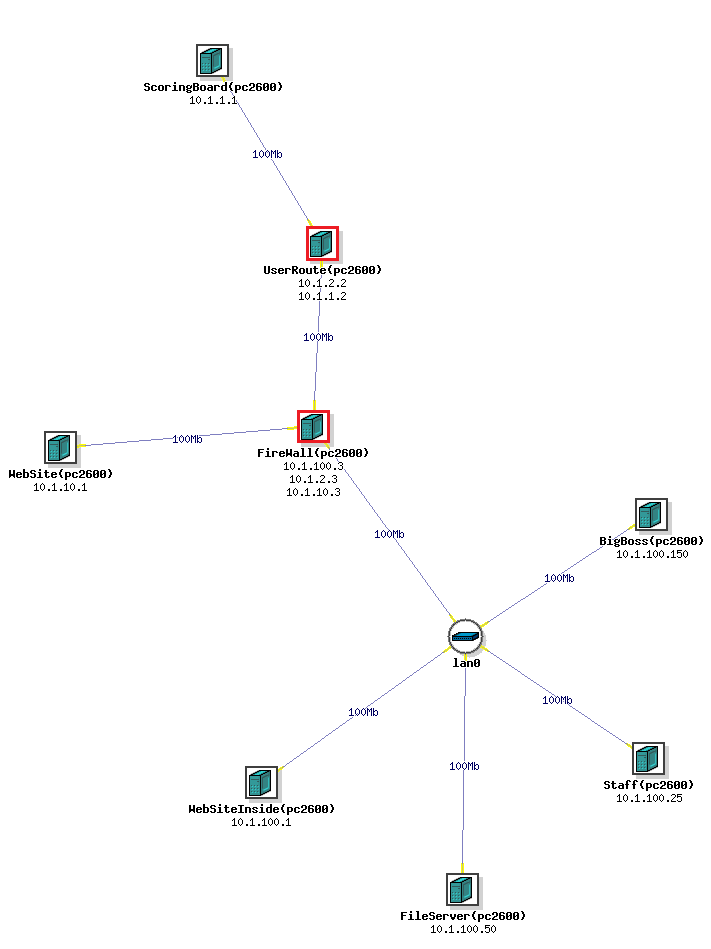 ScoringBoard(pc2600)
10.1.1.1
100Mb
UserRoute(pc2600)
10.1.2.2
10.1.1.2
100Mb
100Mb
FireWall(pc2600)
10.1.100.3
10.1.2.3
10.1.10.3
WebSite(pc2600)
10.1.10.1
100Mb
BigBoss(pc2600)
10.1.100.150
100Mb
lan0
100Mb
100Mb
100Mb
Staff(pc2600)
10.1.100.25
WebSiteInside(pc2600)
10.1.100.1
FileServer(pc2600)
10.1.100.50